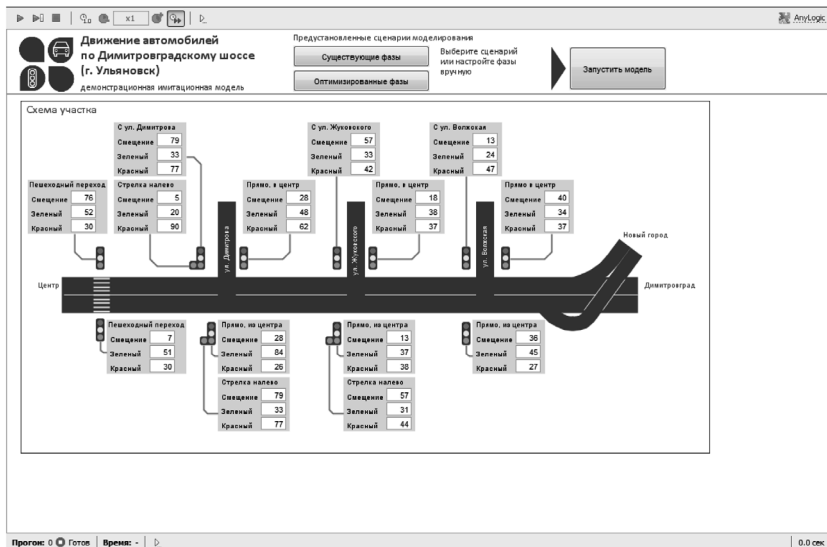 x1
AnyLogic
Движение автомобилей
по Димитровградскому шоссе
(г. Ульяновск)
демонстрационная имитационная модель
Предустановленные сценарии моделирования
Существующие фазы
Оптимизированные фазы
Выберите сценарий
или настройте фазы
вручную
Запустить модель
Схема участка
С ул. Димитрова
Смещение 79
Зеленый 33
Красный 77
С ул. Жуковского
Смещение 57
Зеленый 33
Красный 42
С ул. Волжская
Смещение 13
Зеленый 24
Красный 47
Пешеходный переход
Смещение 76
Зеленый 52
Красный 30
Стрелка налево
Смещение 5
Зеленый 20
Красный 90
Прямо, в центр
Смещение 28
Зеленый 48
Красный 62
Прямо, в центр
Смещение 18
Зеленый 38
Красный 37
Прямо в центр
Смещение 40
Зеленый 34
Красный 37
ул. Димитрова
ул. Жуковского
ул. Волжская
Новый город
Центр
Димитровград
Пешеходный переход
Смещение 7
Зеленый 51
Красный 30
Прямо, из центра
Смещение 28
Зеленый 84
Красный 26
Прямо, из центра
Смещение 13
Зеленый 37
Красный 38
Прямо, из центра
Смещение 36
Зеленый 45
Красный 27
Стрелка налево
Смещение 79
Зеленый 33
Красный 77
Стрелка налево
Смещение 57
Зеленый 31
Красный 44
Прогон: 0 Готов Время: - 0.0 сек